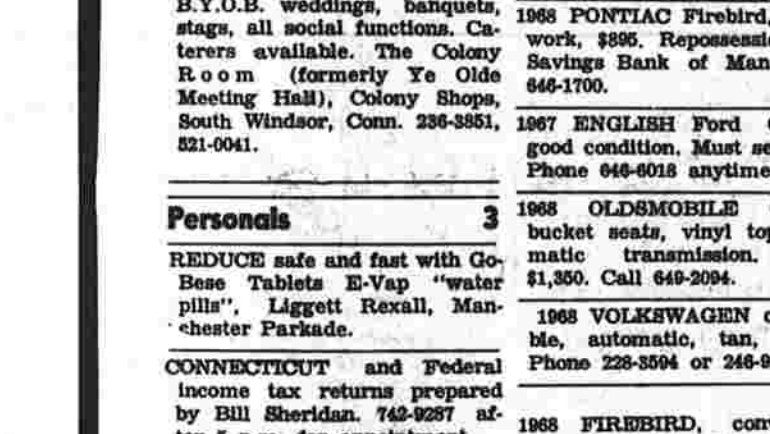 B.Y.O.B. weddings, banquets,
stags, all social functions. Ca-
terers available. The Colony
Room (formerly Ye Olde
Meeting Hall), Colony Shops,
South Windsor, Conn. 236-3851,
521-0041.
Personals 3
REDUCE safe and fast with Go-
Bese Tablets E-Vap "water
pills", Liggett Rexall, Man-
chester Parkade.
CONNECTICUT and Federal
income tax returns prepared
by Bill Sheridan. 742-9287 af-
1968 PONTIAC Firebird,
work, $895.
Savings Bank of Man
646-1700.
1967 ENGLISH Ford
good condition. Must se
Phone 646-6018 anytime
1968 OLDSMOBILE
bucket seats, vinyl top
matic transmission.
$1,350. Call 649-2094.
1968 VOLKSWAGEN
ble, automatic, tan,
Phone 228-3594 or 246-9
1968 FIREBIRD,